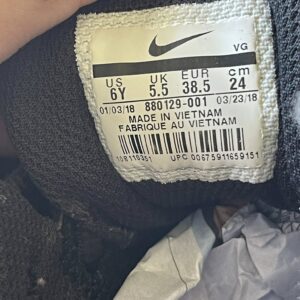 VG
US UK EUR cm
6Y 5.5 38.5 24
01/03/18 880129-001 03/23/18
MADE IN VIETNAM
FABRIQUE AU VIETNAM
UPC 00675911659151